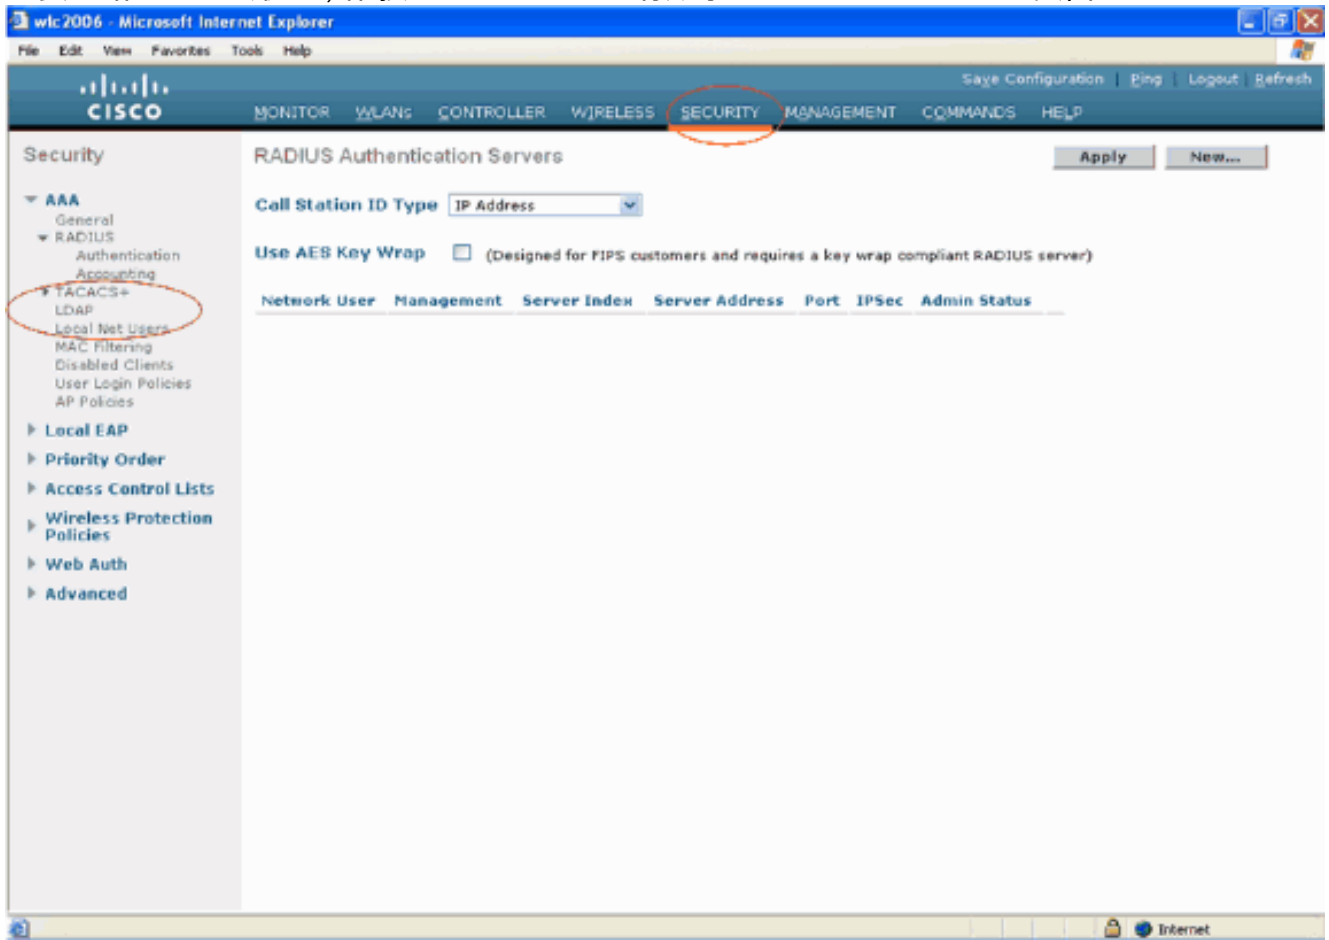 wlc2006 - Microsoft Internet Explorer
File Edit View Favorites Tools Help
Save Configuration | Ping | Logout | Refresh
CISCO
MONITOR WLANs CONTROLLER WIRELESS SECURITY MANAGEMENT COMMANDS HELP
Security
RADIUS Authentication Servers
Apply
New...
AAA
General
RADIUS
Authentication
Accounting
TACACS+
LDAP
Local Net Users
MAC Filtering
Disabled Clients
User Login Policies
AP Policies
Local EAP
Priority Order
Access Control Lists
Wireless Protection
Policies
Web Auth
Advanced
Call Station ID Type IP Address
Use AES Key Wrap (Designed for FIPS customers and requires a key wrap compliant RADIUS server)
Network User Management Server Index Server Address Port IPSec Admin Status
Internet